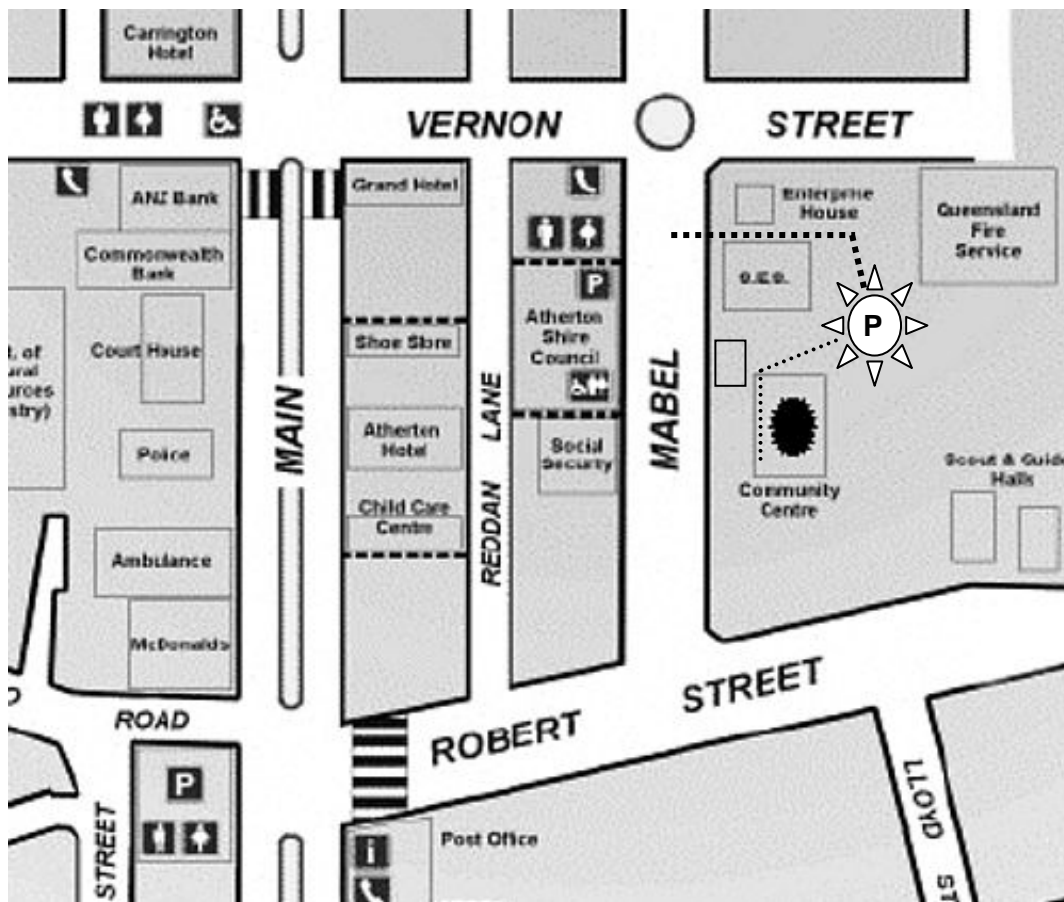 Carrington
Hotel
VERNON STREET
ANZ Bank
Grand Hotel
Enterprise
House
Queensland
Fire
Service
Commonwealth
Bank
S.E.S.
P
P
Court House
Shoe Store
Atherton
Shire
Council
MAIN
REDDAN LANE
MABEL
Atherton
Hotel
Police
Social
Security
Community
Centre
Scout & Guide
Halls
Child Care
Centre
Ambulance
McDonalds
ROAD
ROBERT STREET
P
STREET
LLOYD
Post Office
i